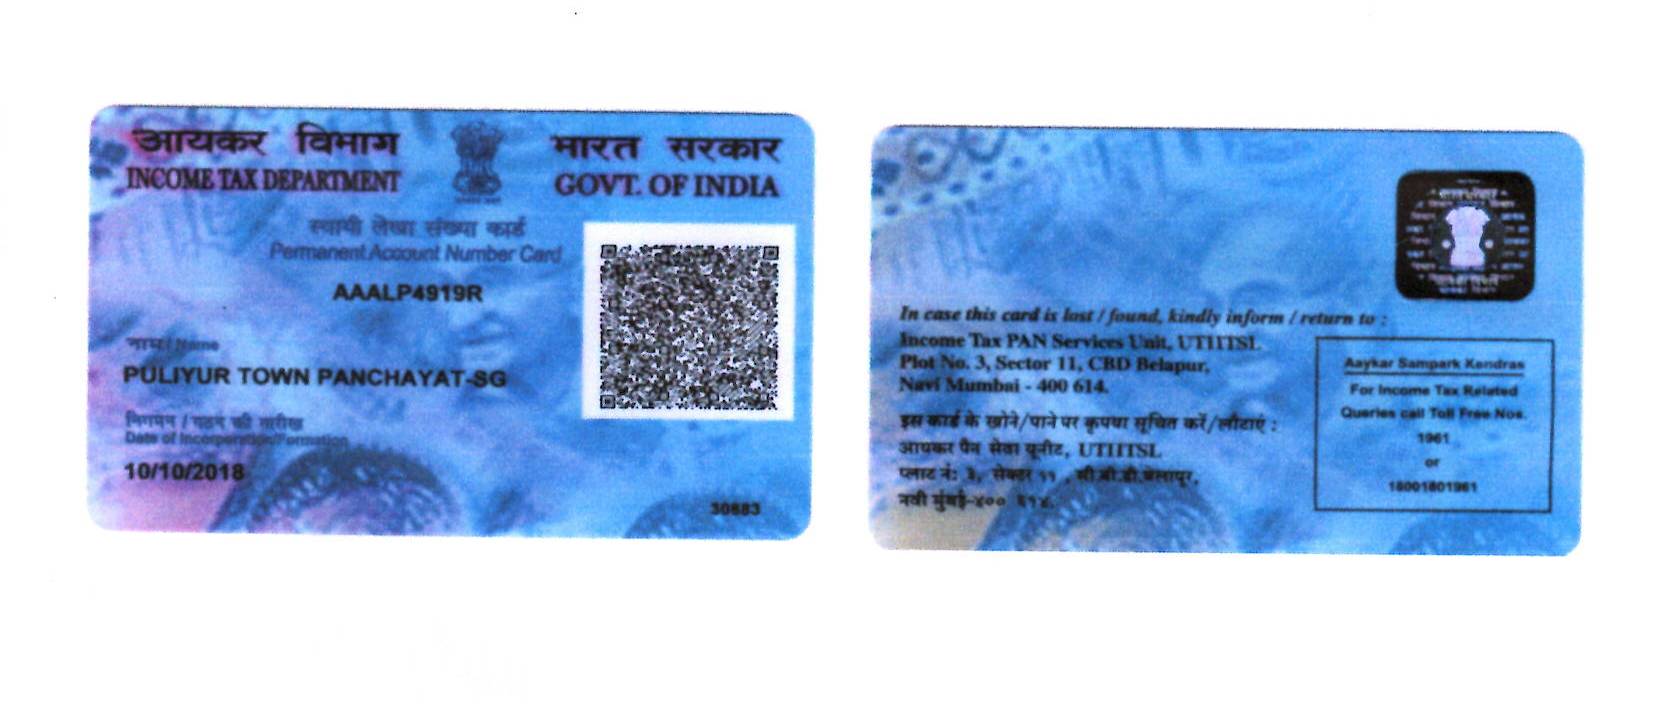 आयकर विभाग
INCOME TAX DEPARTMENT
भारत सरकार
GOVT. OF INDIA
स्थायी लेखा संख्या कार्ड
Permanent Account Number Card
AAALP4919R
नाम / Name
PULIYUR TOWN PANCHAYAT-SG
निगमन / गठन की तारीख
Date of Incorporation/Formation
10/10/2018
30683
In case this card is lost / found, kindly inform / return to :
Income Tax PAN Services Unit, UTIITSL
Plot No. 3, Sector 11, CBD Belapur,
Navi Mumbai - 400 614.
इस कार्ड के खोने/पाने पर कृपया सूचित करें/लौटाएं :
आयकर पैन सेवा यूनीट, UTIITSL
प्लाट नं: ३, सेक्टर ११ , सी.बी.डी.बेलापूर,
नवी मुंबई-४०० ६१४.
Aaykar Sampark Kendras
For Income Tax Related
Queries call Toll Free Nos.
1961
or
18001801961